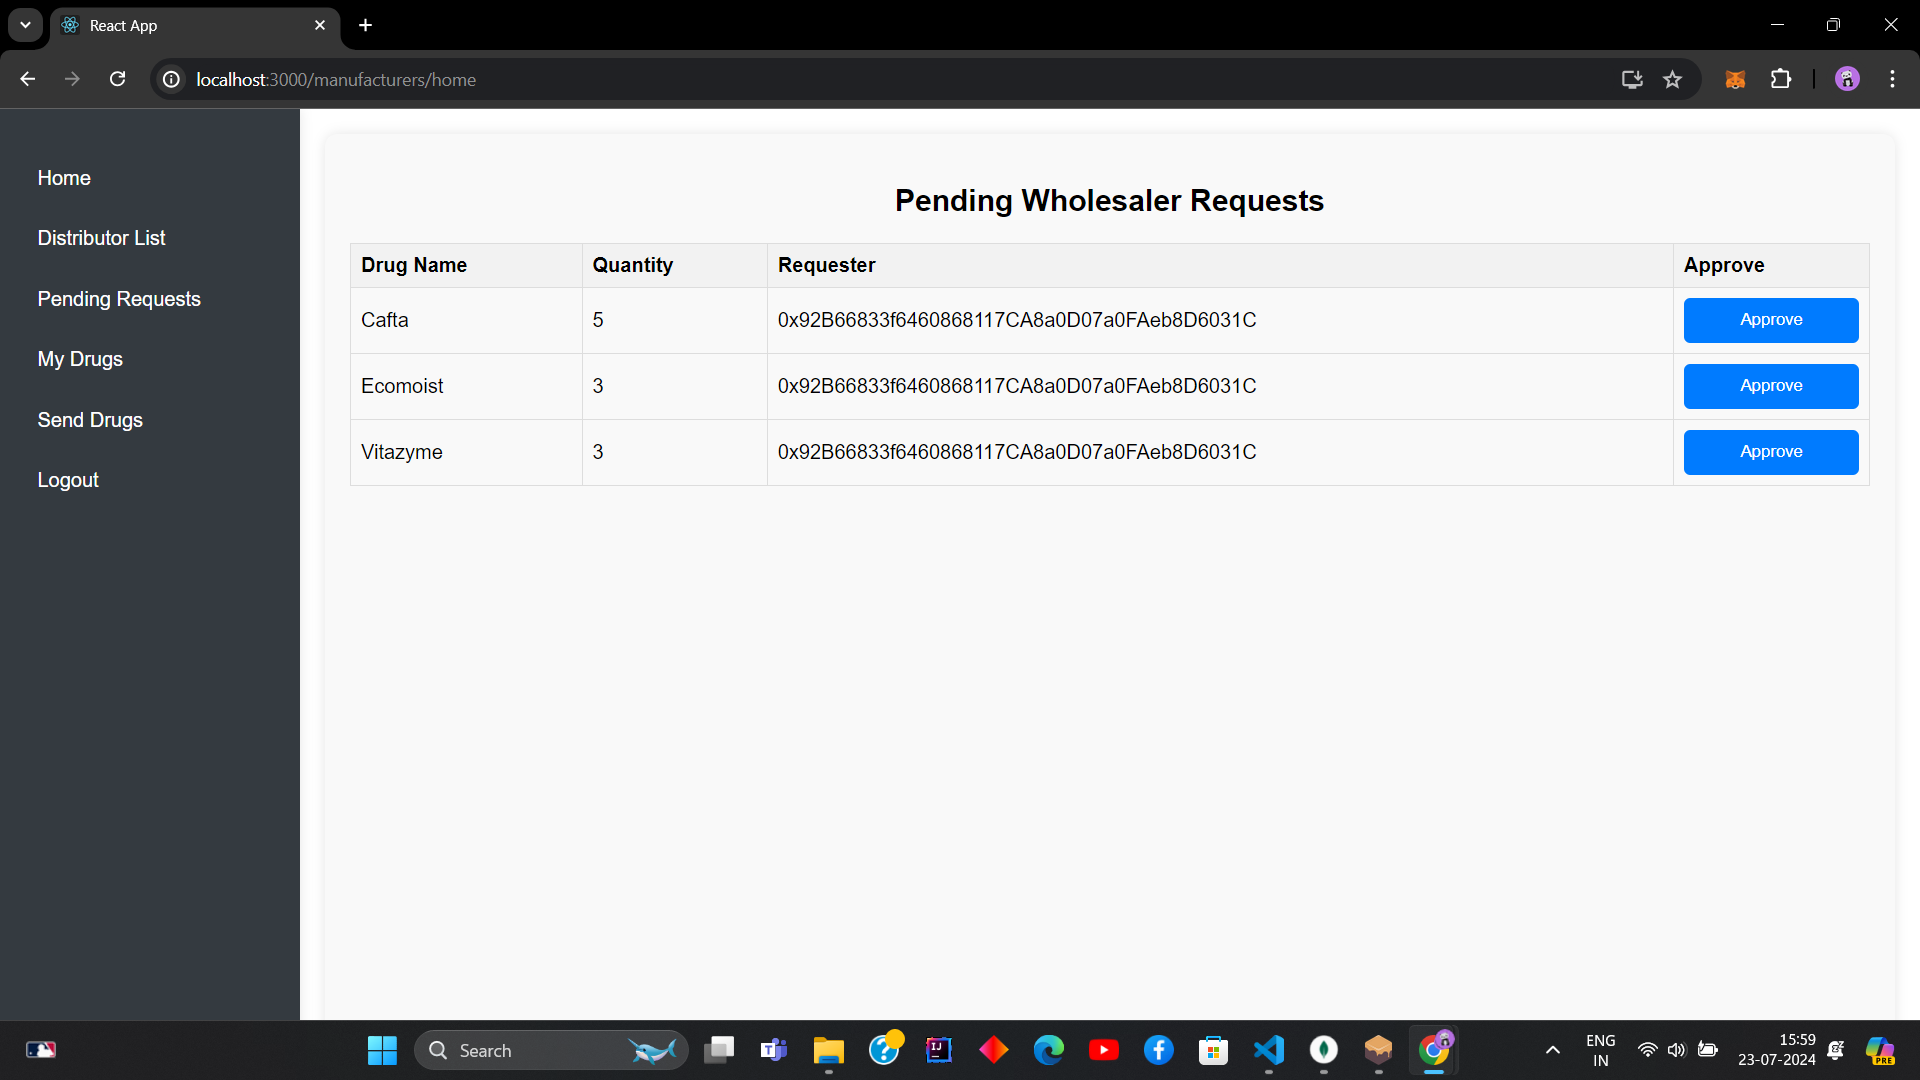 React App
localhost:3000/manufacturers/home
Home
Distributor List
Pending Requests
My Drugs
Send Drugs
Logout
Pending Wholesaler Requests
Drug Name Quantity Requester Approve
Cafta 5 0x92B66833f6460868117CA8a0D07a0FAeb8D6031C Approve
Ecomoist 3 0x92B66833f6460868117CA8a0D07a0FAeb8D6031C Approve
Vitazyme 3 0x92B66833f6460868117CA8a0D07a0FAeb8D6031C Approve
Search
ENG
IN
15:59
23-07-2024
PRE